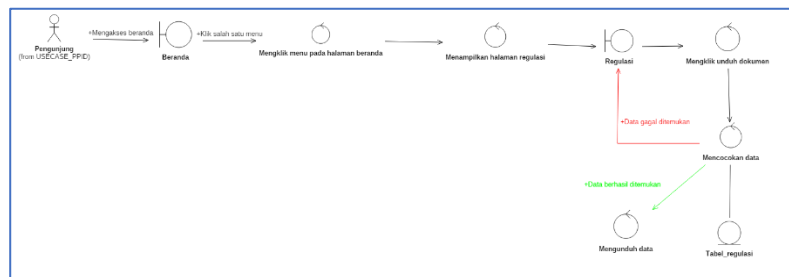 +Mengakses beranda
+Klik salah satu menu
Pengunjung
(from USECASE_PPID)
Beranda
Mengklik menu pada halaman beranda
Menampilkan halaman regulasi
Regulasi
Mengklik unduh dokumen
+Data gagal ditemukan
Mencocokan data
+Data berhasil ditemukan
Mengunduh data
Tabel_regulasi